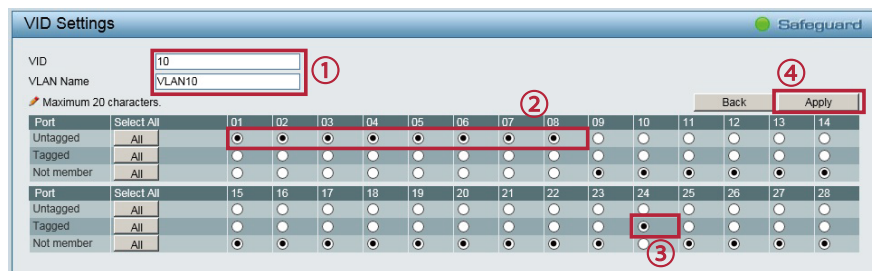 VID Settings
Safeguard
VID 10
①
VLAN Name VLAN10
④
Maximum 20 characters.
②
Back Apply
Port Select All 01 02 03 04 05 06 07 08 09 10 11 12 13 14
Untagged All
Tagged All
Not member All
Port Select All 15 16 17 18 19 20 21 22 23 24 25 26 27 28
Untagged All
Tagged All
Not member All
③